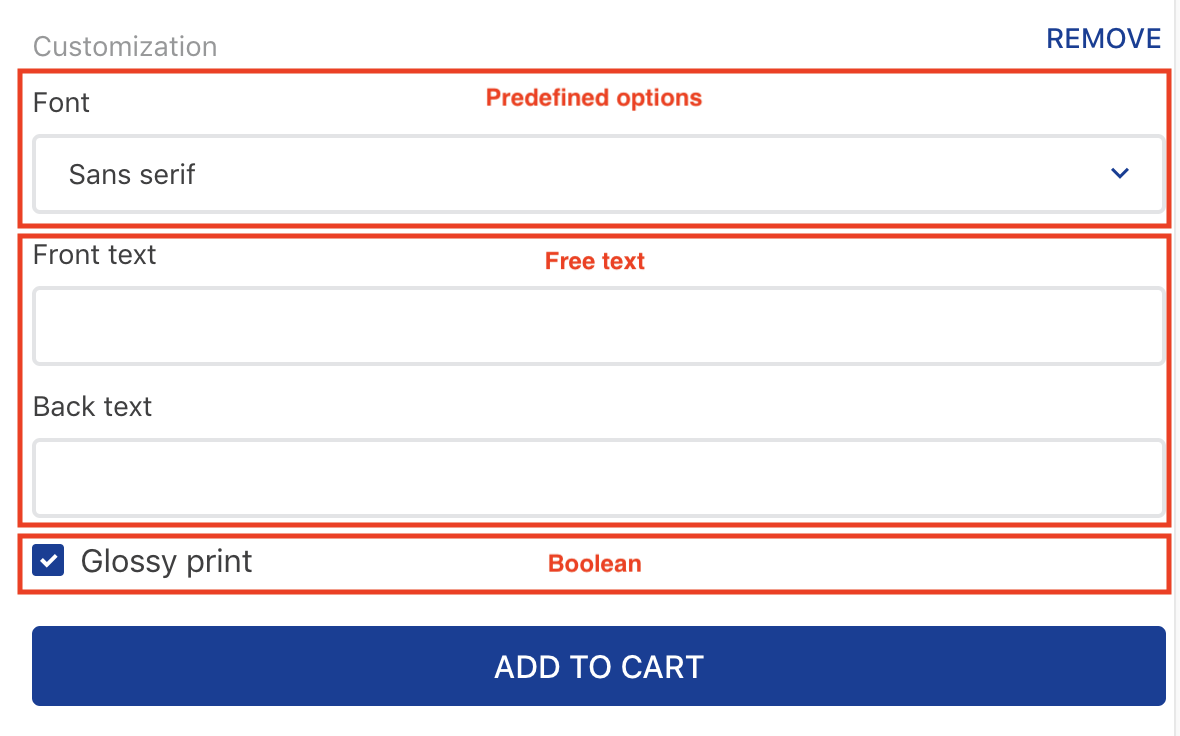 Customization
REMOVE
Font
Predefined options
Sans serif
Front text
Free text
Back text
Glossy print
Boolean
ADD TO CART